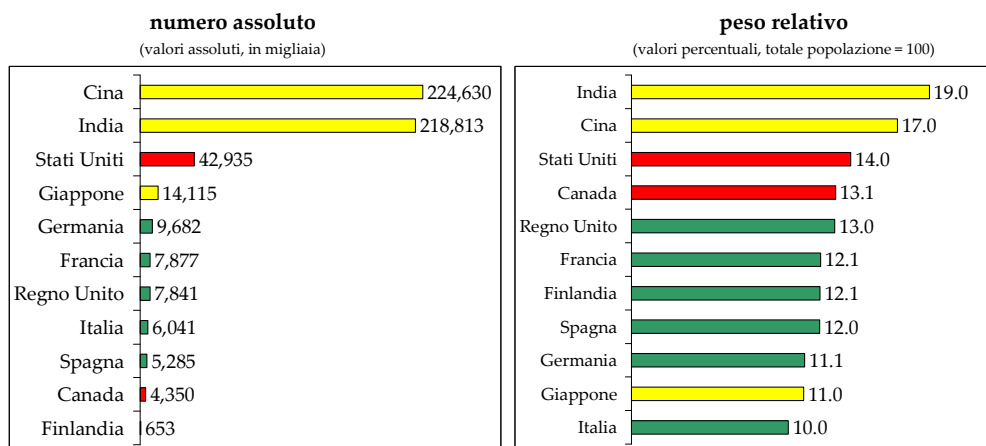 numero assoluto
(valori assoluti, in migliaia)
Cina 224,630
India 218,813
Stati Uniti 42,935
Giappone 14,115
Germania 9,682
Francia 7,877
Regno Unito 7,841
Italia 6,041
Spagna 5,285
Canada 4,350
Finlandia 653
peso relativo
(valori percentuali, totale popolazione = 100)
India 19.0
Cina 17.0
Stati Uniti 14.0
Canada 13.1
Regno Unito 13.0
Francia 12.1
Finlandia 12.1
Spagna 12.0
Germania 11.1
Giappone 11.0
Italia 10.0